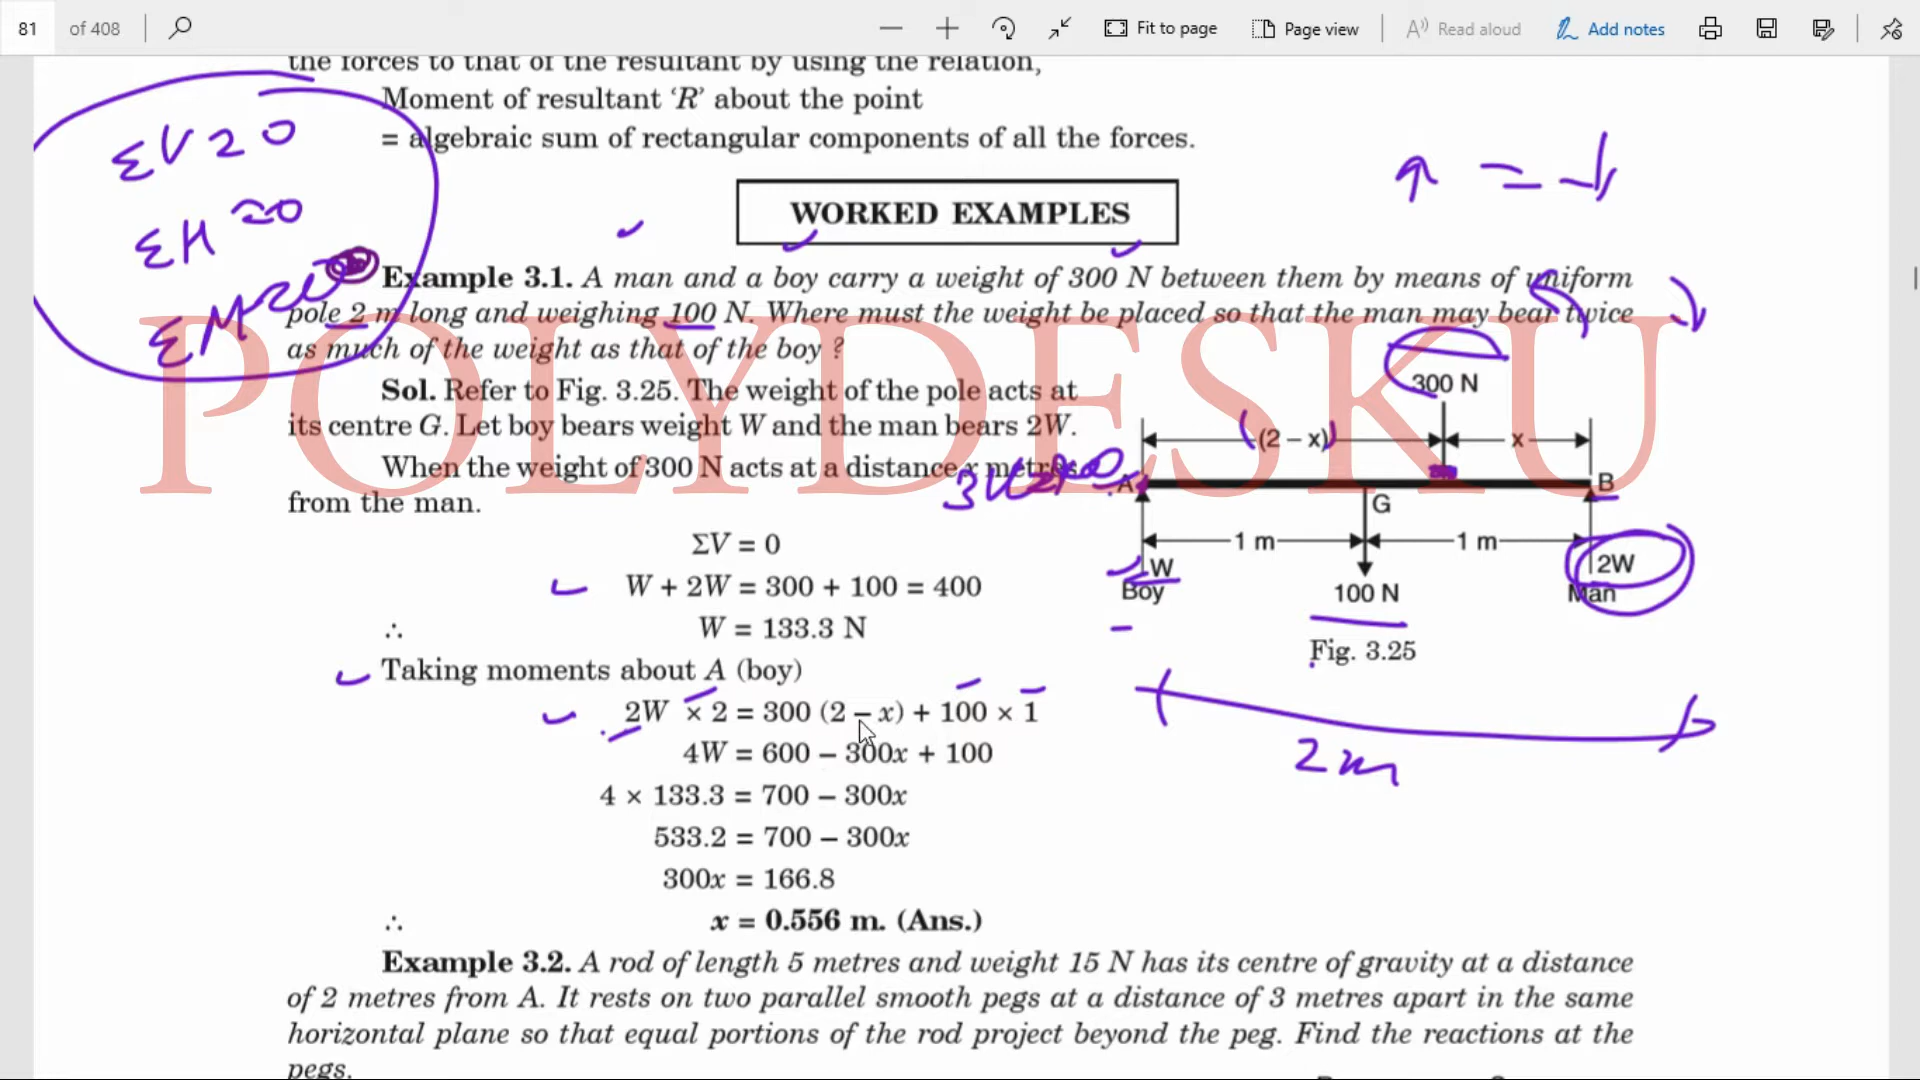 81 of 408 Fit to page Page view Read aloud Add notes
the forces to that of the resultant by using the relation,
Moment of resultant ‘R’ about the point
= algebraic sum of rectangular components of all the forces.
WORKED EXAMPLES
Example 3.1. A man and a boy carry a weight of 300 N between them by means of uniform
pole 2 m long and weighing 100 N. Where must the weight be placed so that the man may bear twice
as much of the weight as that of the boy ?
Sol. Refer to Fig. 3.25. The weight of the pole acts at
its centre G. Let boy bears weight W and the man bears 2W.
When the weight of 300 N acts at a distance x metres
from the man.
ΣV = 0
W + 2W = 300 + 100 = 400
∴ W = 133.3 N
Taking moments about A (boy)
2W × 2 = 300 (2 – x) + 100 × 1
4W = 600 – 300x + 100
4 × 133.3 = 700 – 300x
533.2 = 700 – 300x
300x = 166.8
∴ x = 0.556 m. (Ans.)
300 N
(2 – x) x
A B
G
1 m 1 m
W 2W
Boy 100 N Man
Fig. 3.25
2m
Example 3.2. A rod of length 5 metres and weight 15 N has its centre of gravity at a distance
of 2 metres from A. It rests on two parallel smooth pegs at a distance of 3 metres apart in the same
horizontal plane so that equal portions of the rod project beyond the peg. Find the reactions at the
pegs.
POLYDESKU